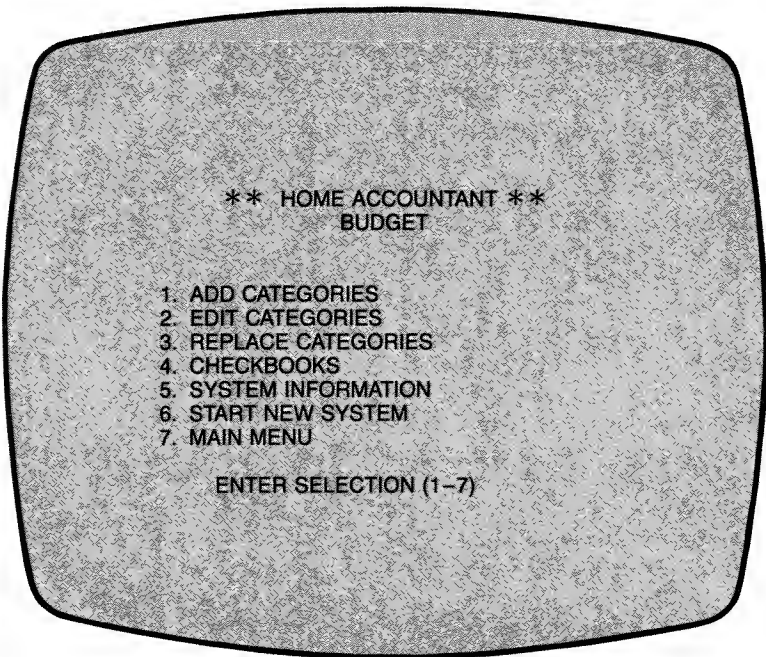 ** HOME ACCOUNTANT **
BUDGET
1. ADD CATEGORIES
2. EDIT CATEGORIES
3. REPLACE CATEGORIES
4. CHECKBOOKS
5. SYSTEM INFORMATION
6. START NEW SYSTEM
7. MAIN MENU
ENTER SELECTION (1–7)